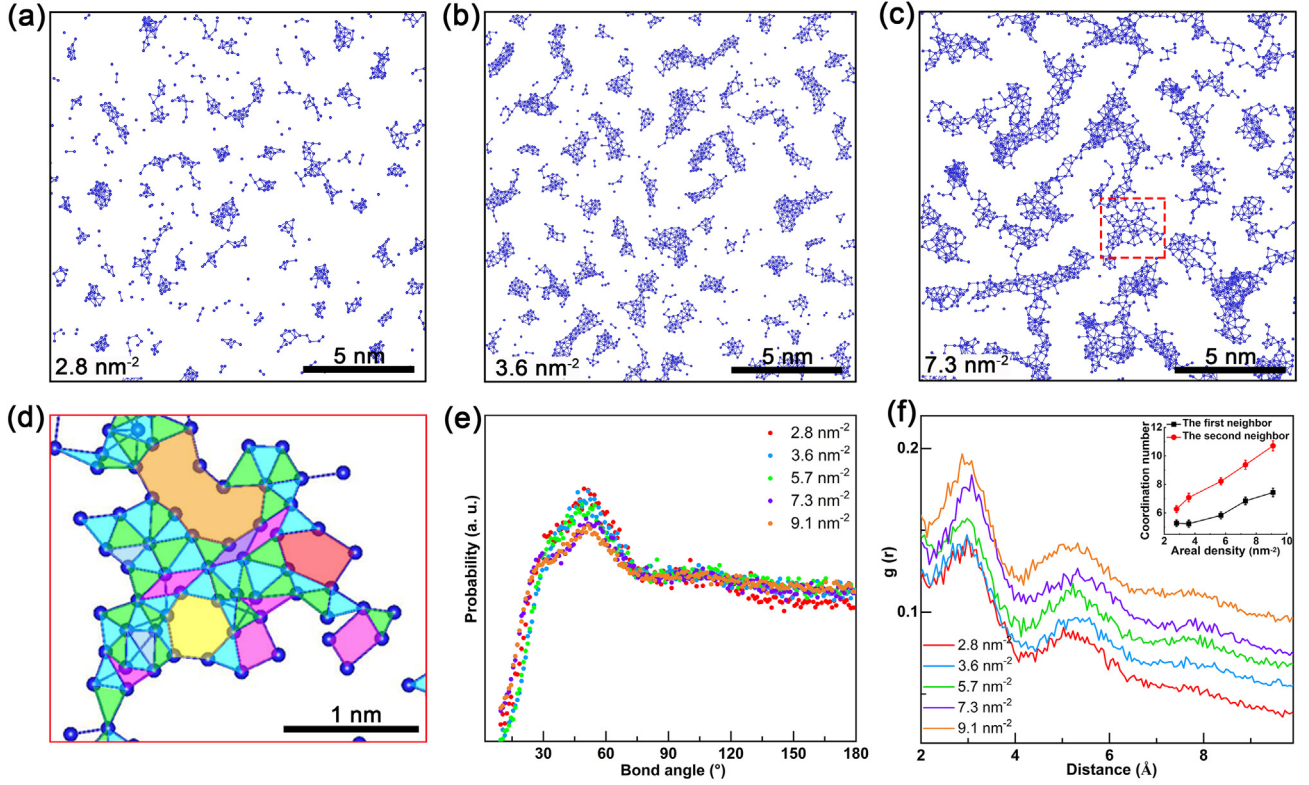 (a)
2.8 nm-2
5 nm
(b)
3.6 nm-2
5 nm
(c)
7.3 nm-2
5 nm
(d)
1 nm
(e)
2.8 nm-2
3.6 nm-2
5.7 nm-2
7.3 nm-2
9.1 nm-2
Probability (a. u.)
30 60 90 120 150 180
Bond angle (°)
(f)
0.2
0.1
g (r)
The first neighbor
The second neighbor
Coordination number
12
10
8
6
2 4 6 8 10
Areal density (nm-2)
2.8 nm-2
3.6 nm-2
5.7 nm-2
7.3 nm-2
9.1 nm-2
2 4 6 8
Distance (Å)